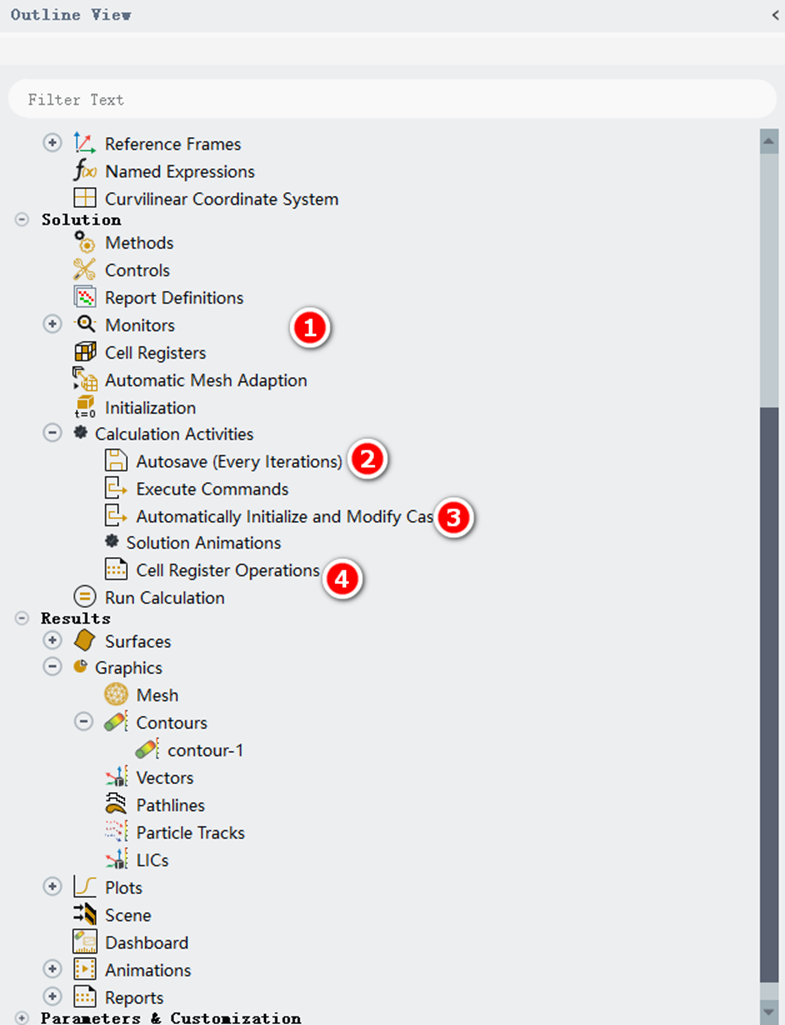 Outline View
Filter Text
Reference Frames
f(x) Named Expressions
Curvilinear Coordinate System
Solution
Methods
Controls
Report Definitions
Monitors 1
Cell Registers
Automatic Mesh Adaption
t=0 Initialization
Calculation Activities
Autosave (Every Iterations) 2
Execute Commands
Automatically Initialize and Modify Cas 3
Solution Animations
Cell Register Operations 4
Run Calculation
Results
Surfaces
Graphics
Mesh
Contours
contour-1
Vectors
Pathlines
Particle Tracks
LICs
Plots
Scene
Dashboard
Animations
Reports
Parameters & Customization